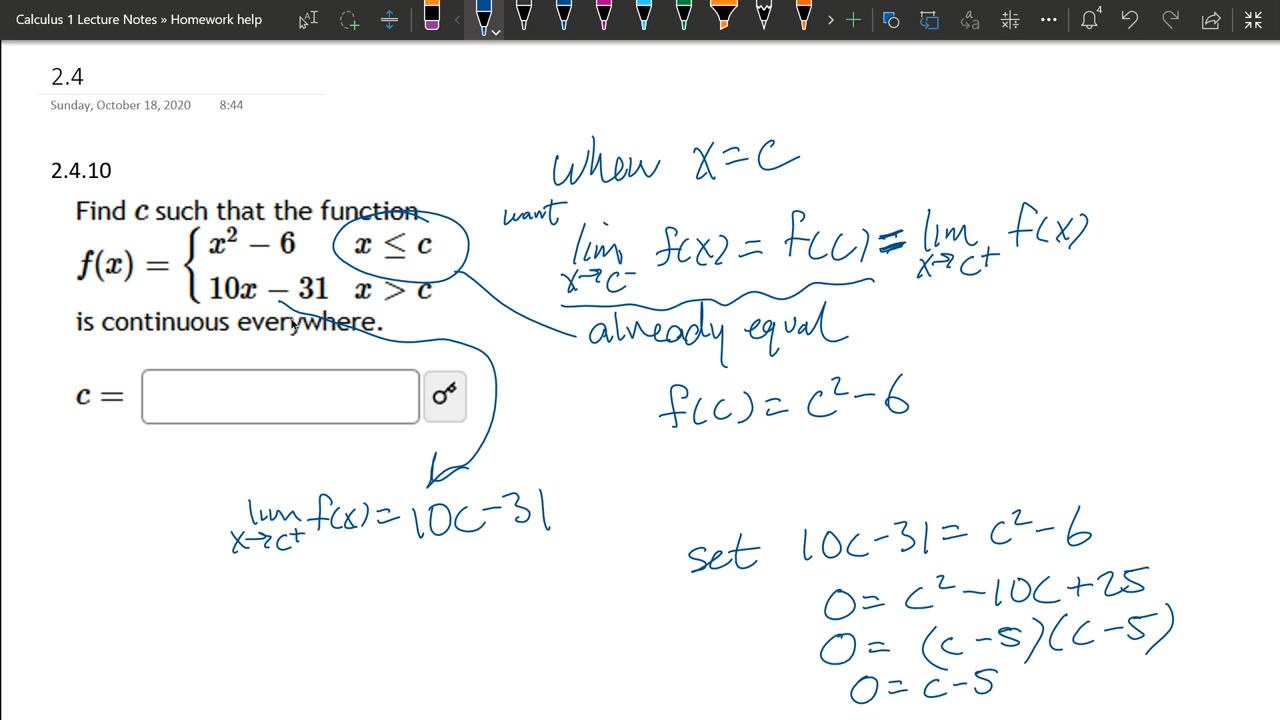 Calculus 1 Lecture Notes » Homework help
4
2.4
Sunday, October 18, 2020 8:44
2.4.10
Find c such that the function
f(x) = { x² − 6 x ≤ c
10x − 31 x > c
is continuous everywhere.
c =
when x=c
want
lim x→c⁻ f(x) = f(c) = lim x→c⁺ f(x)
already equal
f(c) = c²-6
lim x→c⁺ f(x) = 10c-31
set 10c-31 = c²-6
0 = c²-10c+25
0 = (c-5)(c-5)
0 = c-5